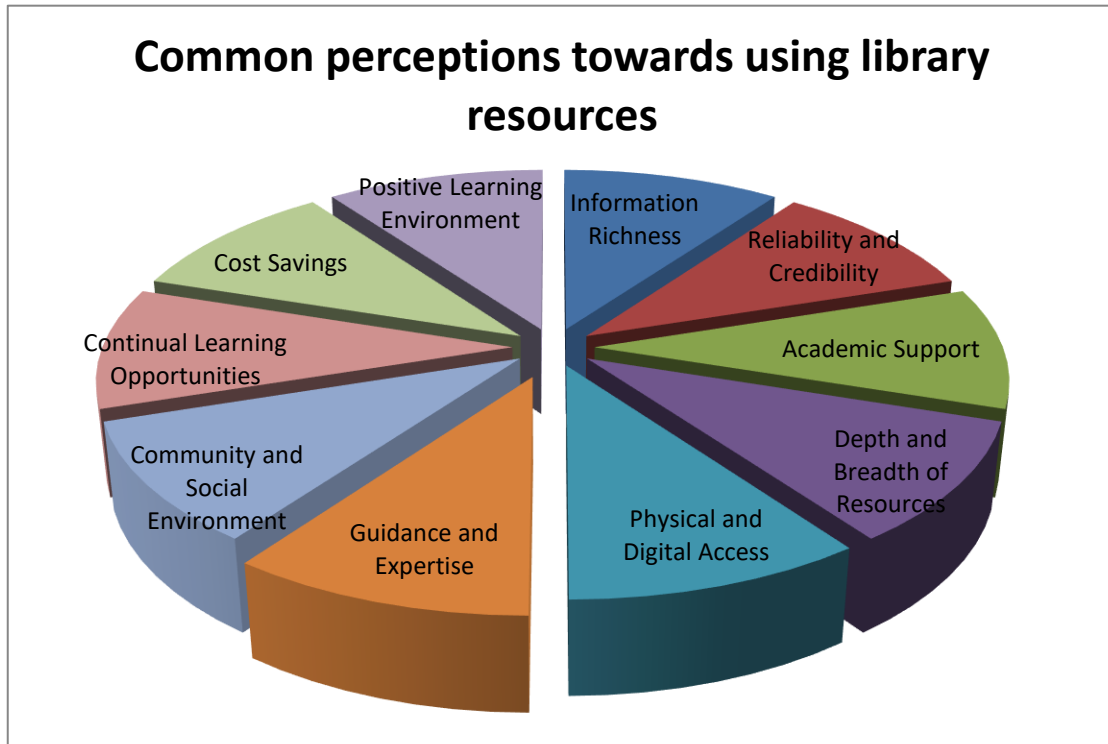 Common perceptions towards using library
resources
Positive Learning
Environment
Information
Richness
Reliability and
Credibility
Cost Savings
Academic Support
Continual Learning
Opportunities
Depth and
Breadth of
Resources
Community and
Social
Environment
Physical and
Digital Access
Guidance and
Expertise